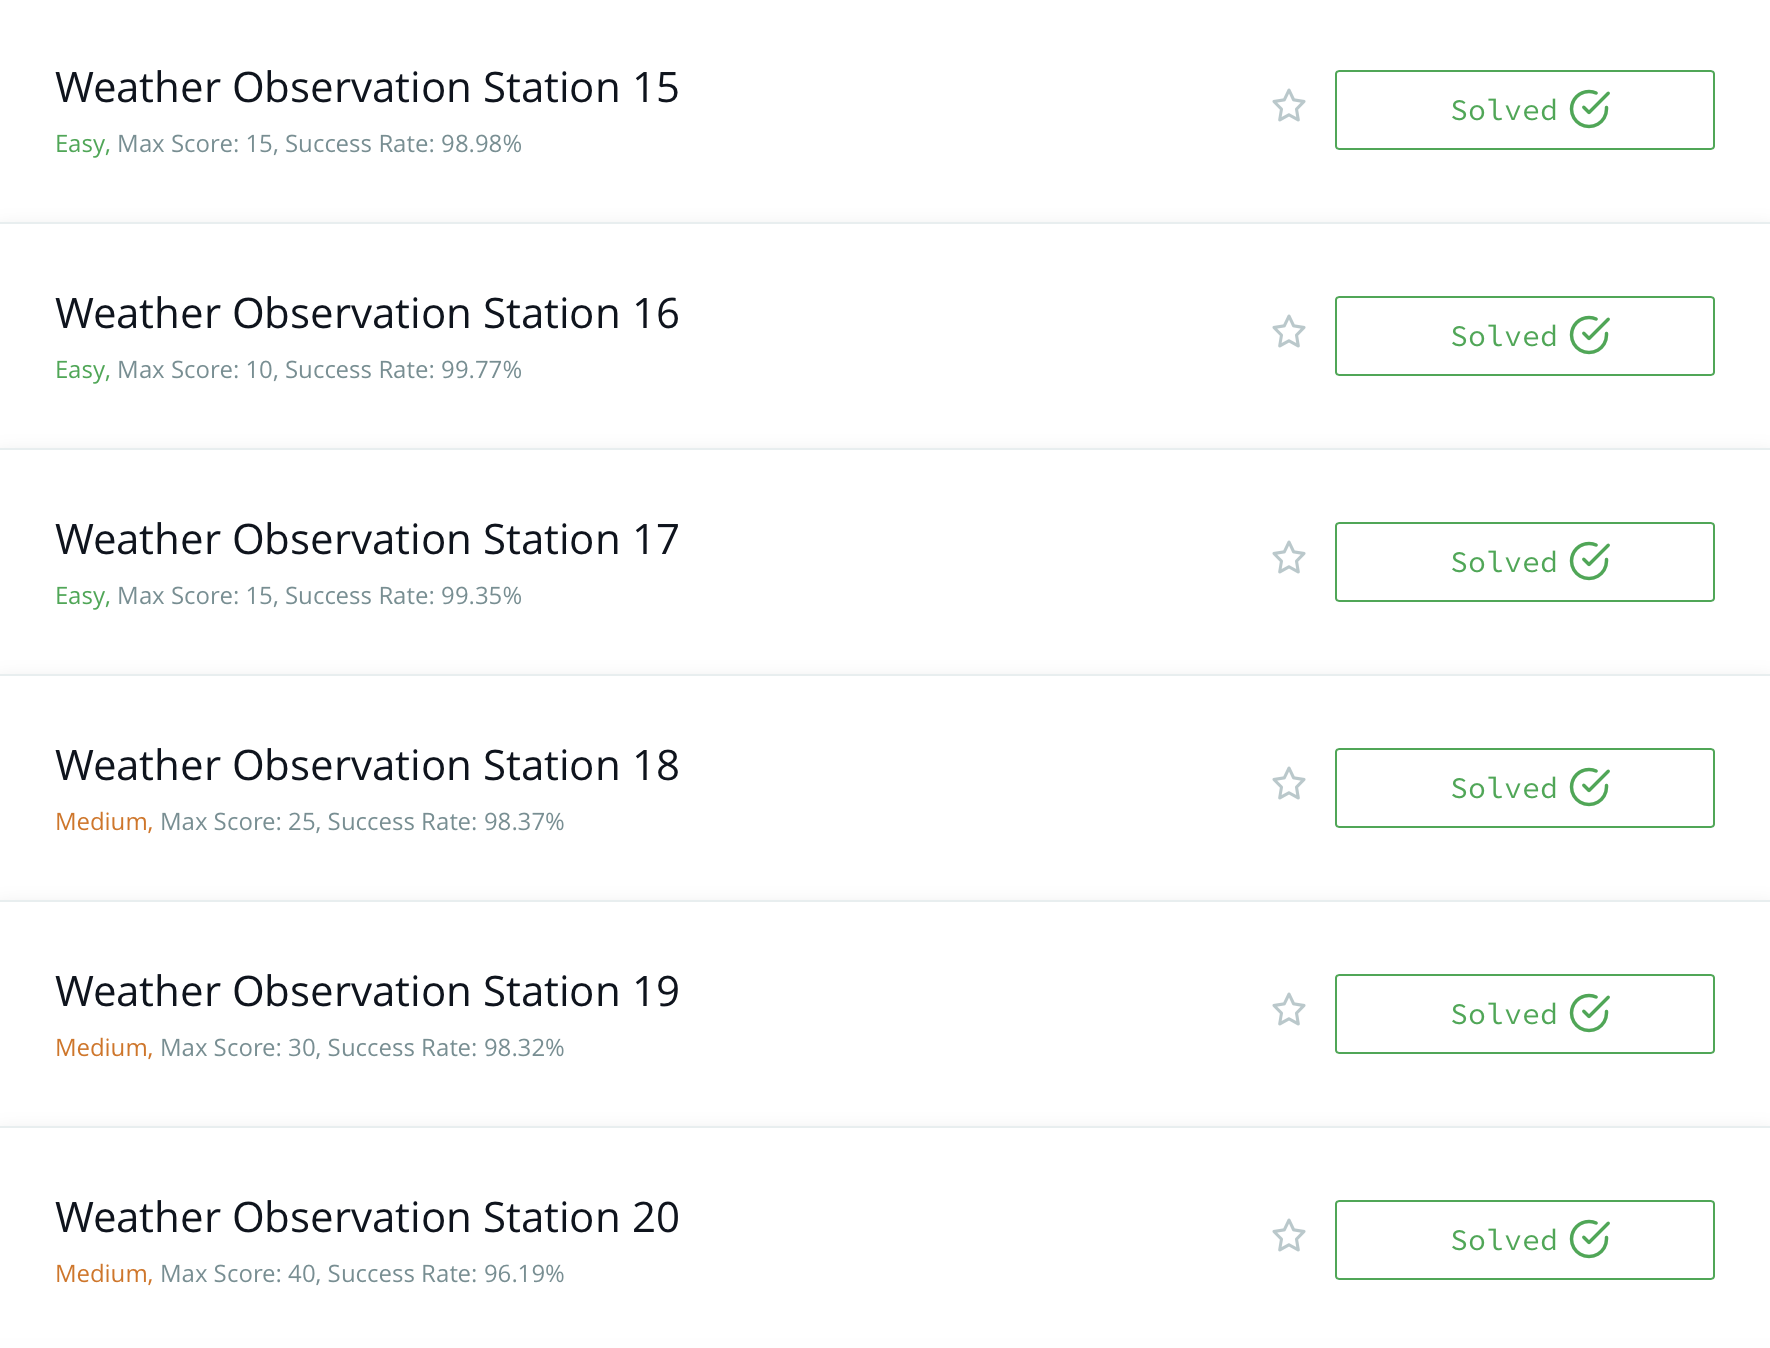 Weather Observation Station 15
Solved
Easy, Max Score: 15, Success Rate: 98.98%
Weather Observation Station 16
Solved
Easy, Max Score: 10, Success Rate: 99.77%
Weather Observation Station 17
Solved
Easy, Max Score: 15, Success Rate: 99.35%
Weather Observation Station 18
Solved
Medium, Max Score: 25, Success Rate: 98.37%
Weather Observation Station 19
Solved
Medium, Max Score: 30, Success Rate: 98.32%
Weather Observation Station 20
Solved
Medium, Max Score: 40, Success Rate: 96.19%